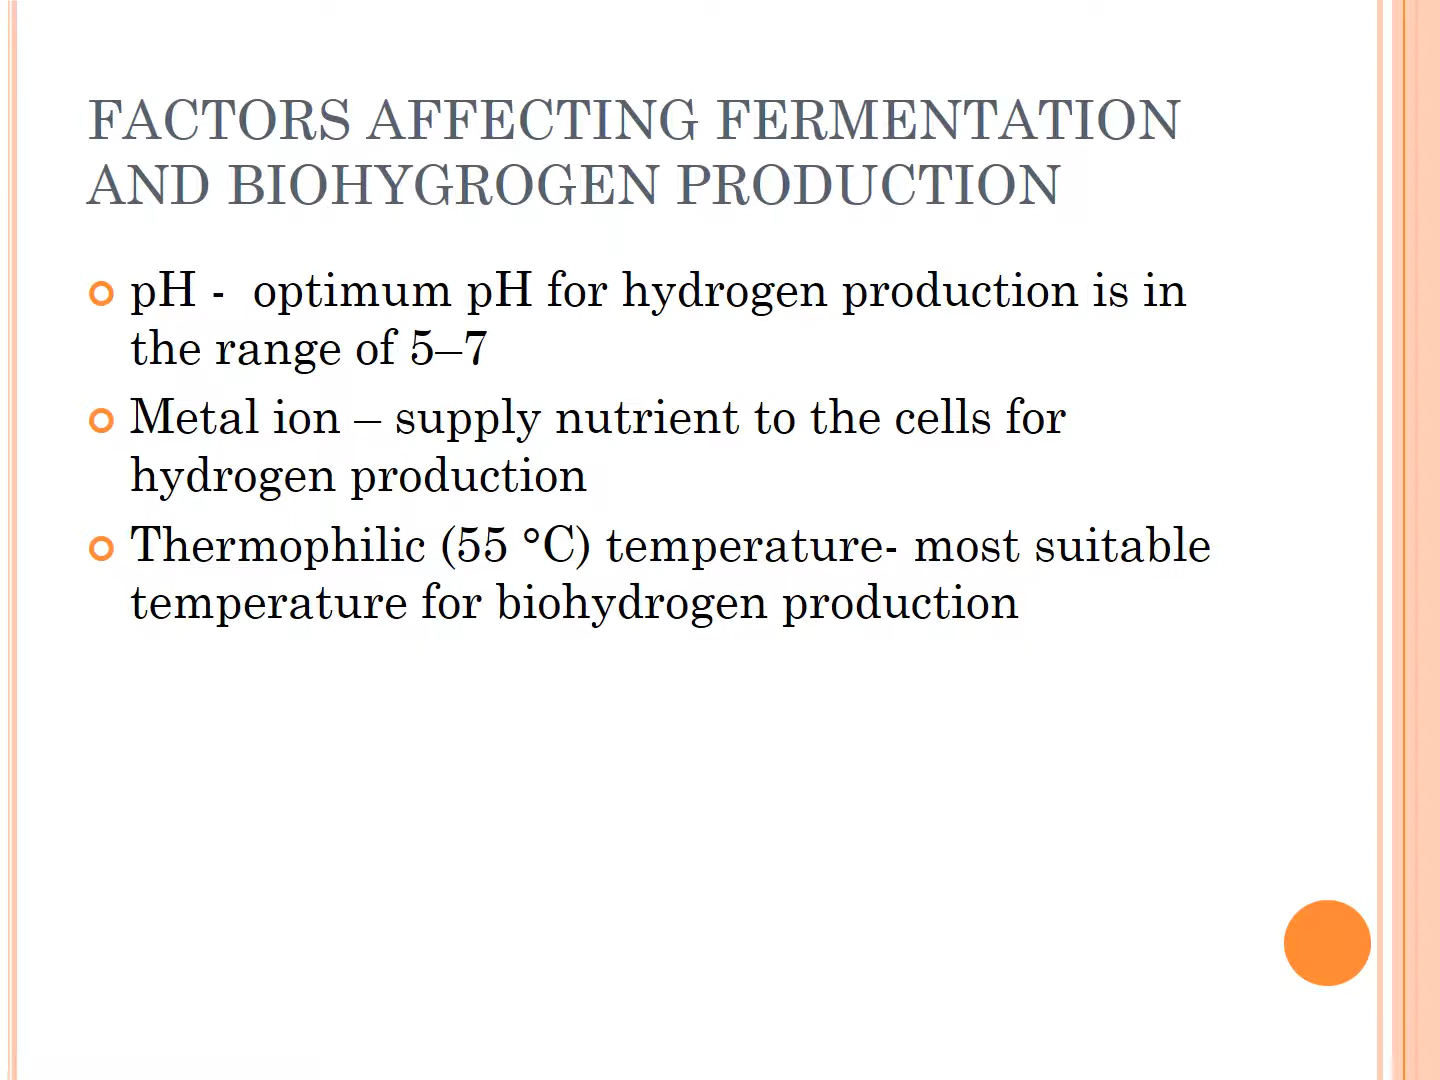 FACTORS AFFECTING FERMENTATION
AND BIOHYGROGEN PRODUCTION
pH -  optimum pH for hydrogen production is in
the range of 5–7
Metal ion – supply nutrient to the cells for
hydrogen production
Thermophilic (55 °C) temperature- most suitable
temperature for biohydrogen production